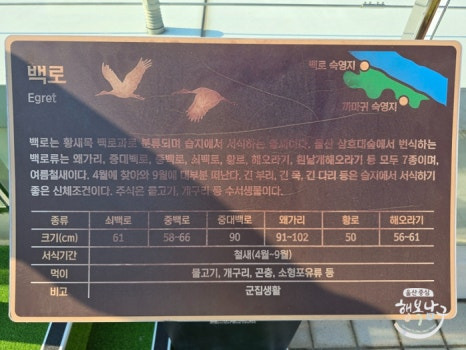 백로
Egret
백로 숙영지
까마귀 숙영지
백로는 황새목 백로과로 분류되며 습지에서 서식하는 종이다. 울산 삼호대숲에서 번식하는
백로류는 왜가리, 중대백로, 중백로, 쇠백로, 황로, 해오라기, 흰날개해오라기 등 모두 7종이며,
여름철새이다. 4월에 찾아와 9월에 대부분 떠난다. 긴 부리, 긴 목, 긴 다리 등은 습지에서 서식하기
좋은 신체조건이다. 주식은 물고기, 개구리 등 수서생물이다.
종류 쇠백로 중백로 중대백로 왜가리 황로 해오라기
크기(cm) 61 58~66 90 91~102 50 56~61
서식기간 철새(4월~9월)
먹이 물고기, 개구리, 곤충, 소형포유류 등
비고 군집생활
울산중심
행복남구